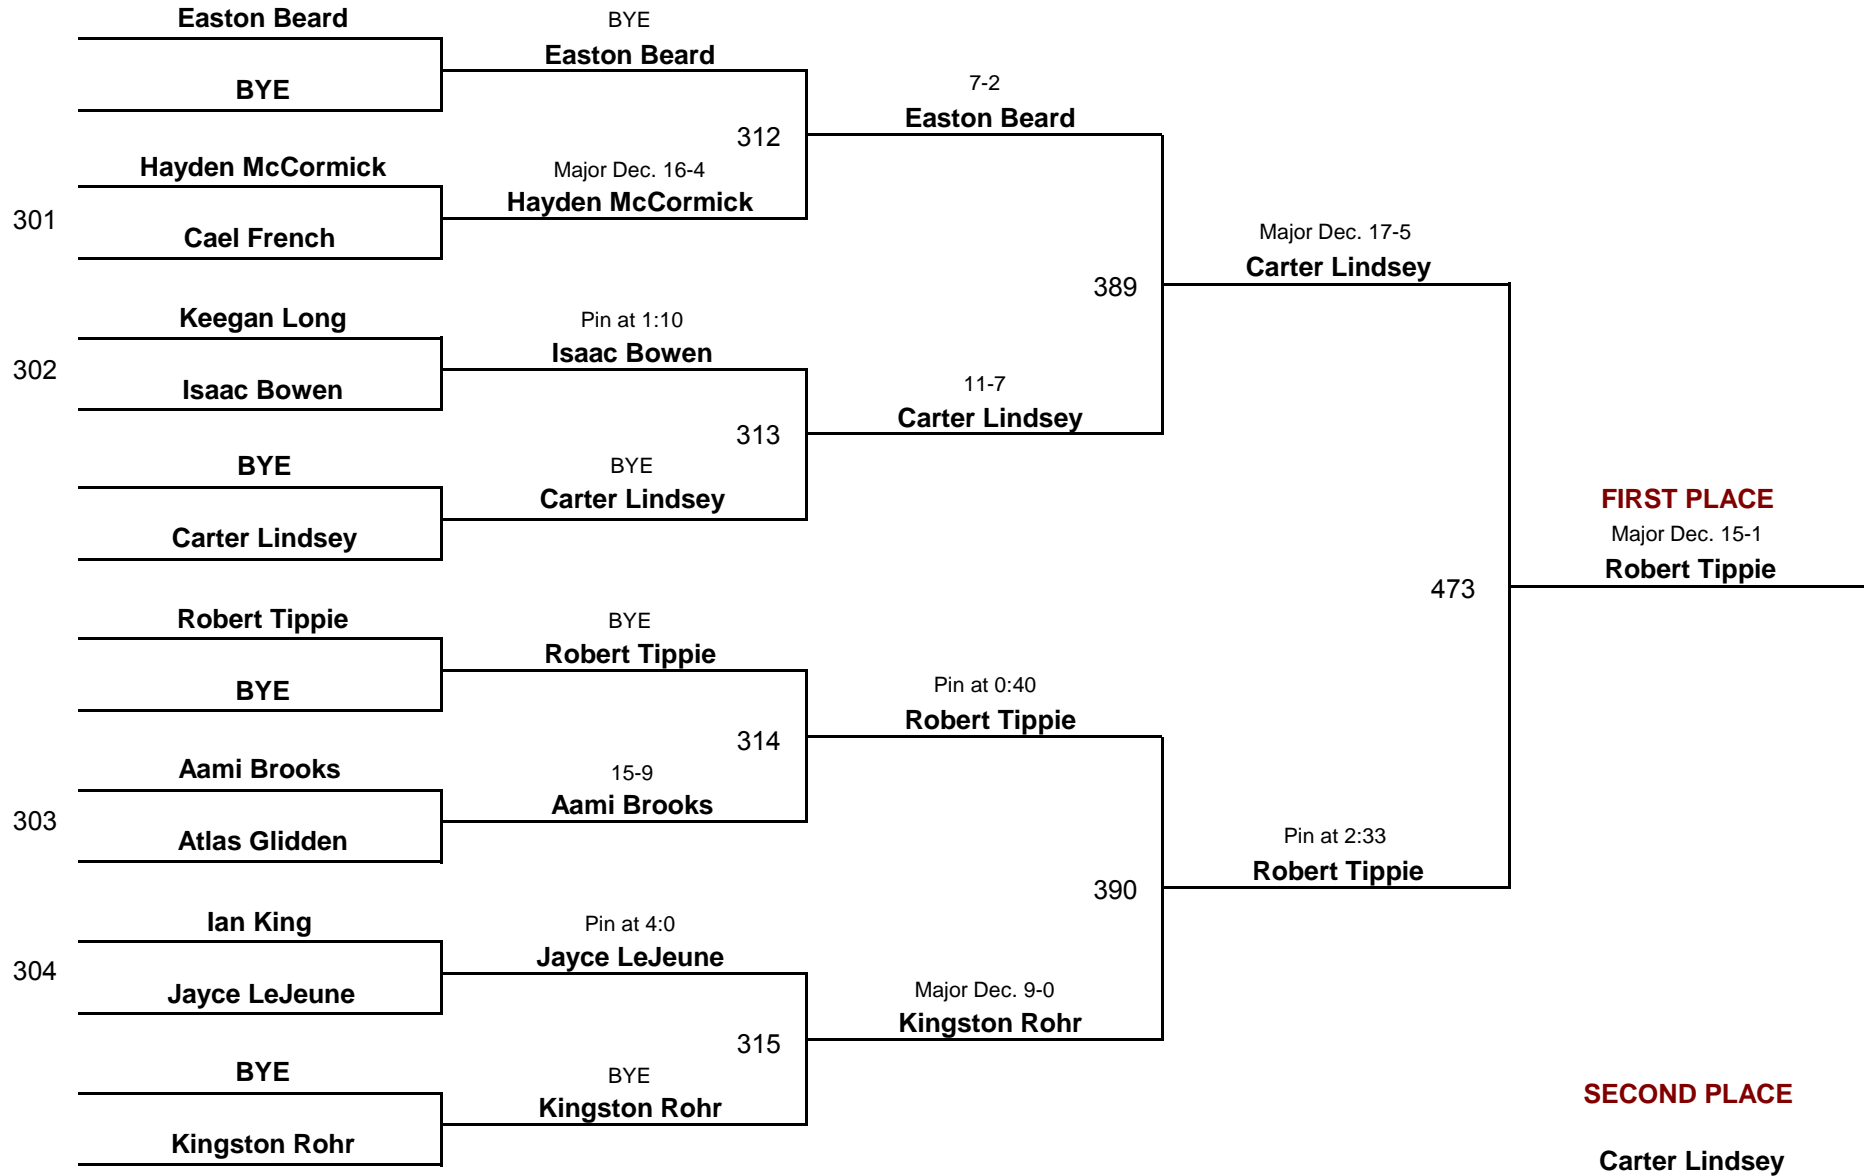 Easton Beard
BYE
BYE
Easton Beard
7-2
Easton Beard
312
Hayden McCormick
Major Dec. 16-4
Hayden McCormick
301
Cael French
Major Dec. 17-5
Carter Lindsey
389
Keegan Long
Pin at 1:10
Isaac Bowen
302
Isaac Bowen
11-7
Carter Lindsey
313
BYE
BYE
Carter Lindsey
Carter Lindsey
FIRST PLACE
Major Dec. 15-1
Robert Tippie
473
Robert Tippie
BYE
Robert Tippie
BYE
Pin at 0:40
Robert Tippie
314
Aami Brooks
15-9
Aami Brooks
303
Atlas Glidden
Pin at 2:33
Robert Tippie
390
Ian King
Pin at 4:0
Jayce LeJeune
304
Jayce LeJeune
Major Dec. 9-0
Kingston Rohr
315
BYE
BYE
Kingston Rohr
Kingston Rohr
SECOND PLACE
Carter Lindsey